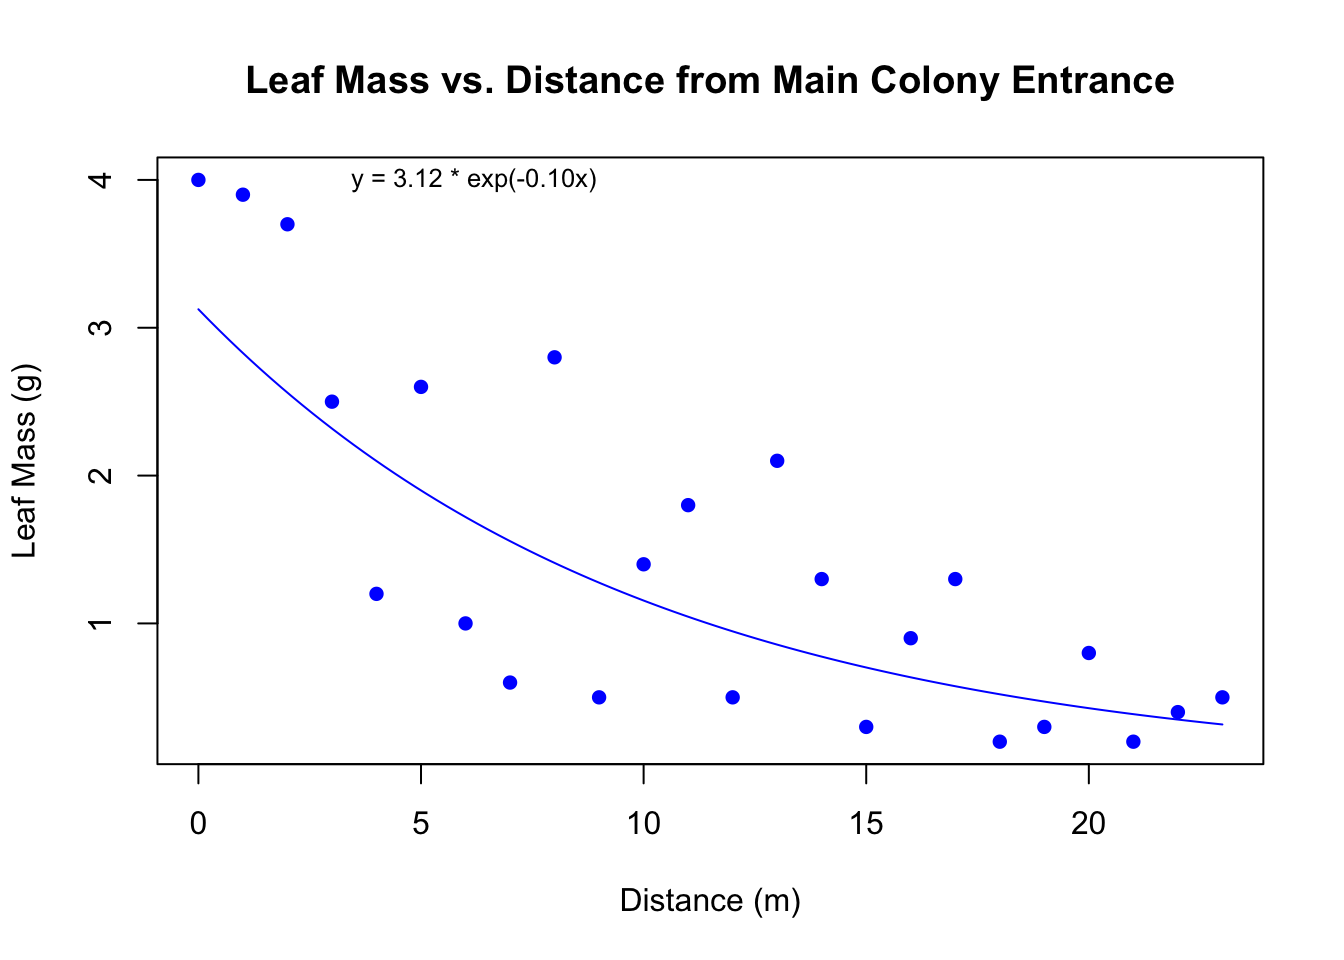 Leaf Mass vs. Distance from Main Colony Entrance
y = 3.12 * exp(-0.10x)
4
3
2
1
Leaf Mass (g)
0 5 10 15 20
Distance (m)